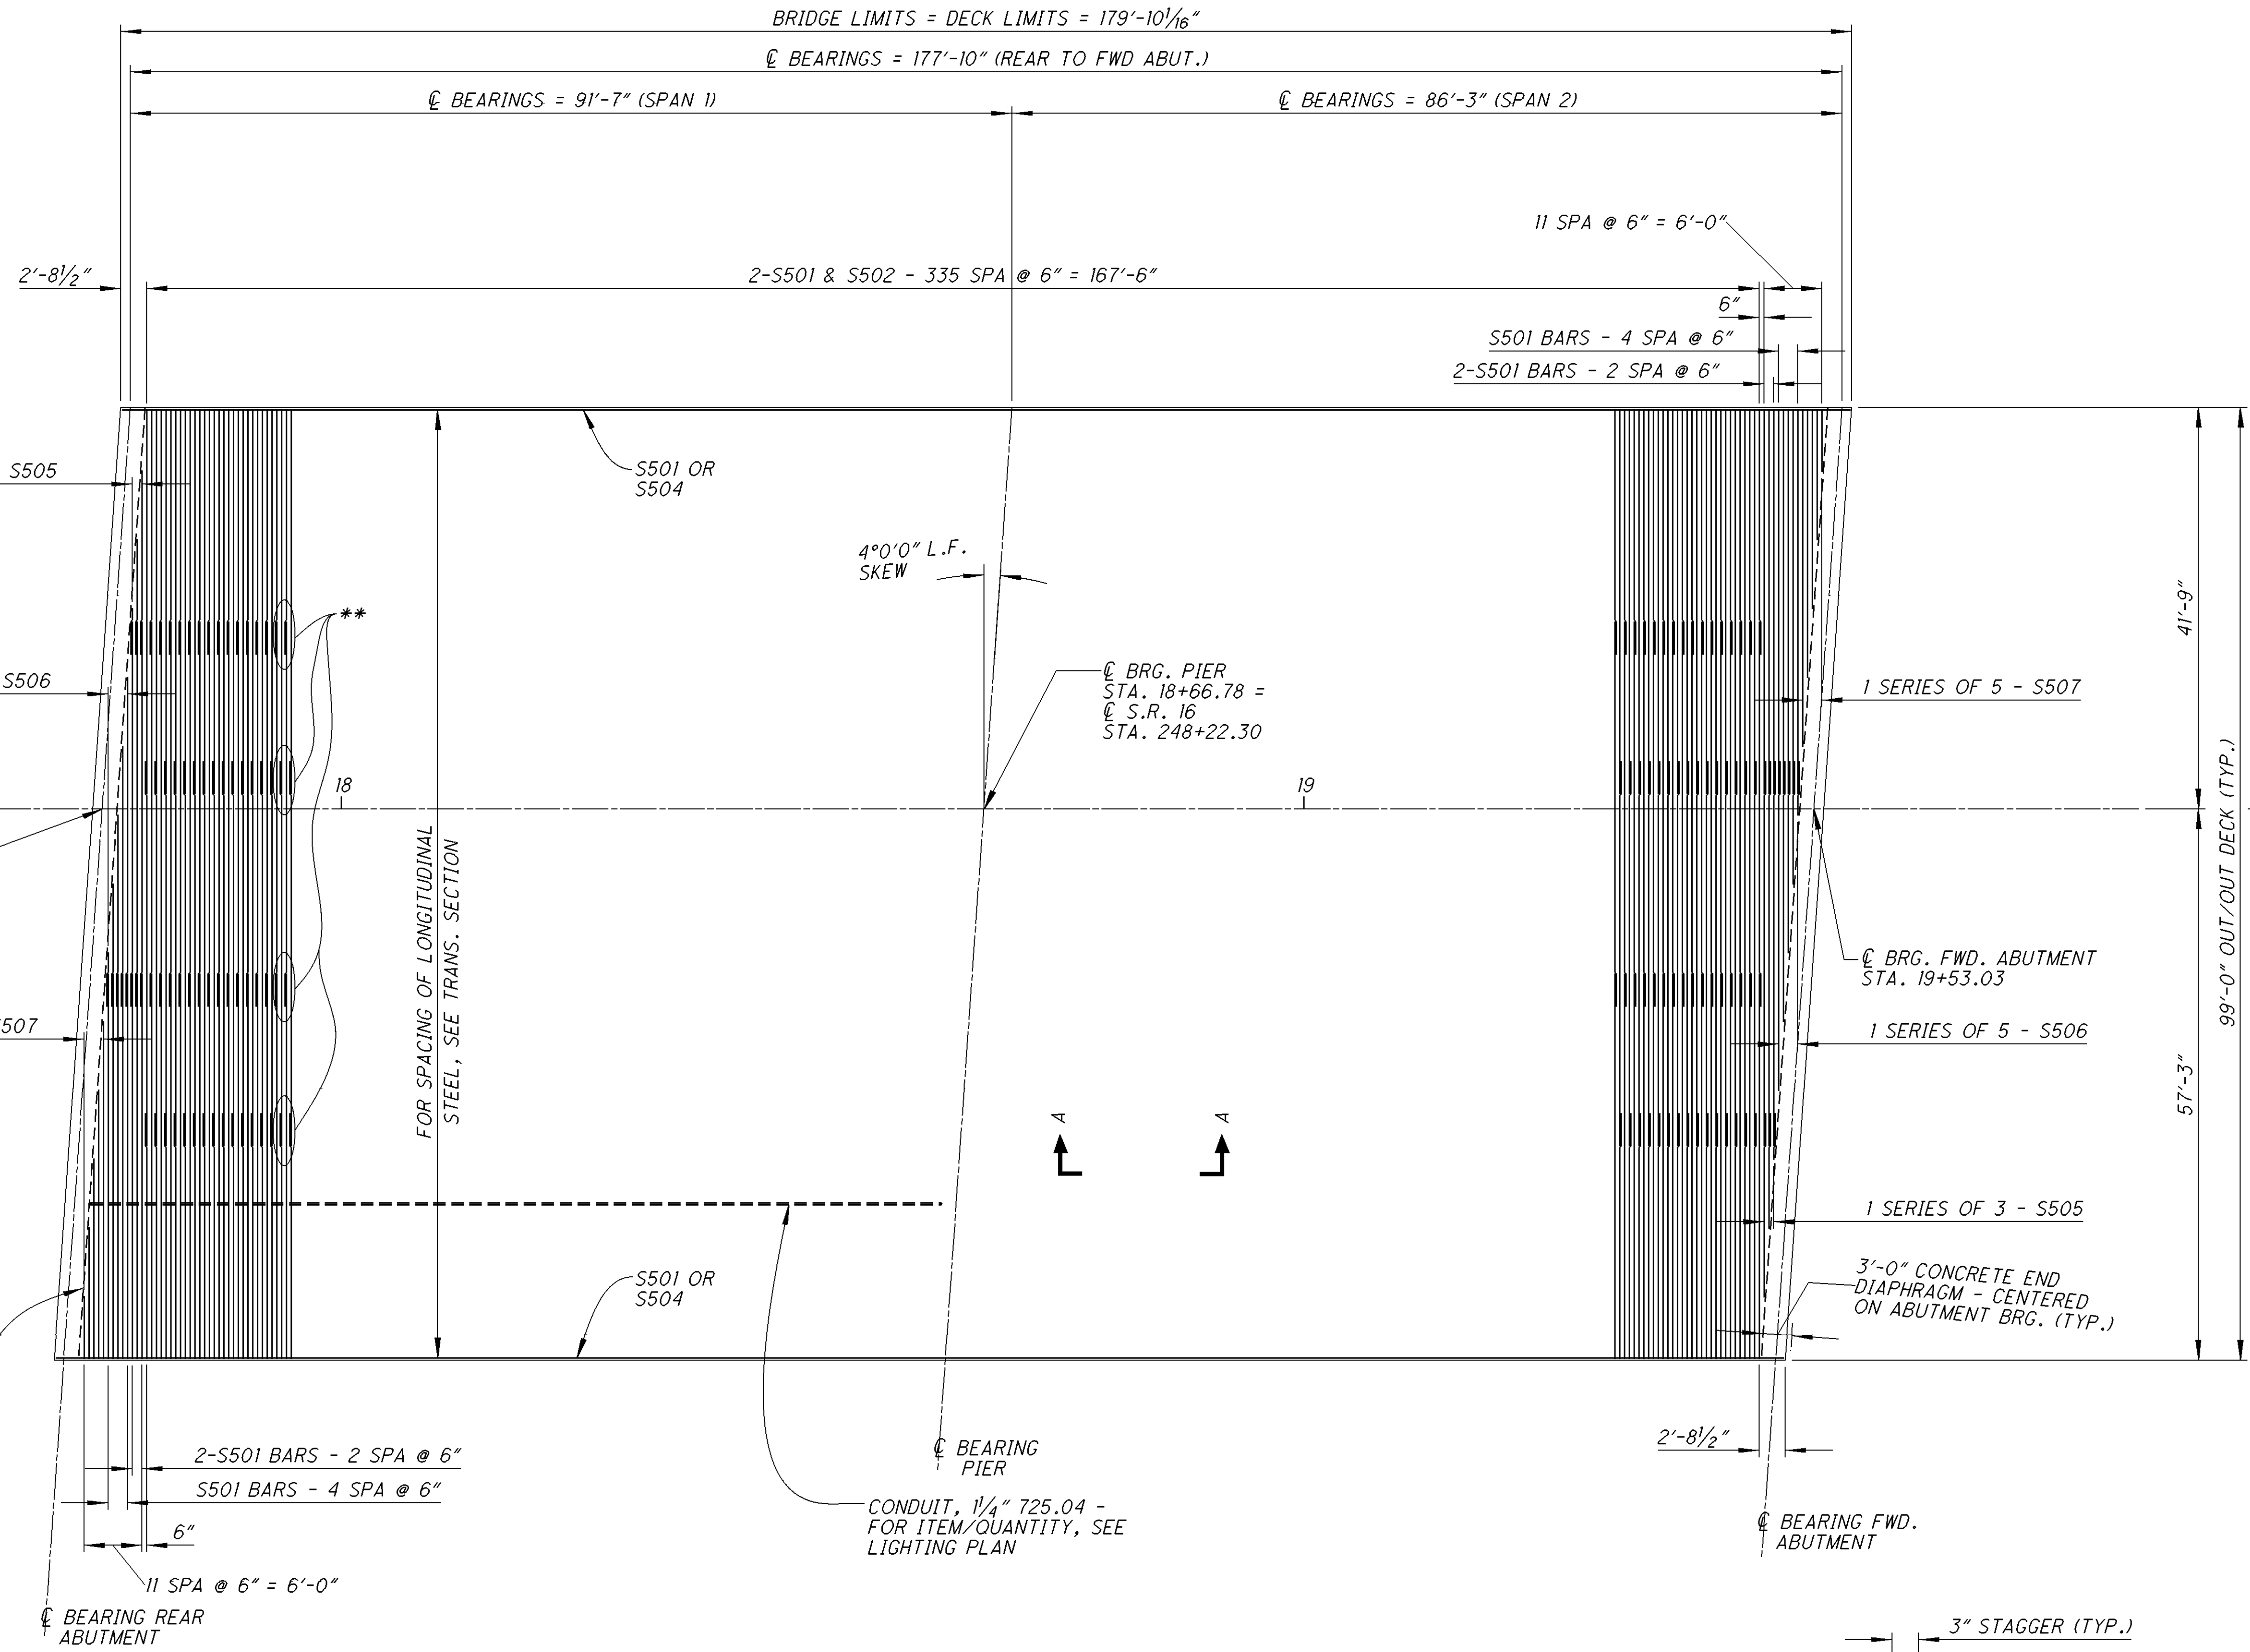 BRIDGE LIMITS = DECK LIMITS = 179'-10 1/16"
℄ BEARINGS = 177'-10" (REAR TO FWD ABUT.)
℄ BEARINGS = 91'-7" (SPAN 1)
℄ BEARINGS = 86'-3" (SPAN 2)
11 SPA @ 6" = 6'-0"
2'-8 1/2"
2-S501 & S502 - 335 SPA @ 6" = 167'-6"
6"
S501 BARS - 4 SPA @ 6"
2-S501 BARS - 2 SPA @ 6"
S505
S501 OR
S504
4°0'0" L.F.
SKEW
**
41'-9"
S506
℄ BRG. PIER
STA. 18+66.78 =
℄ S.R. 16
STA. 248+22.30
1 SERIES OF 5 - S507
18
19
FOR SPACING OF LONGITUDINAL
STEEL, SEE TRANS. SECTION
99'-0" OUT/OUT DECK (TYP.)
℄ BRG. FWD. ABUTMENT
STA. 19+53.03
507
1 SERIES OF 5 - S506
57'-3"
A
A
1 SERIES OF 3 - S505
S501 OR
S504
3'-0" CONCRETE END
DIAPHRAGM - CENTERED
ON ABUTMENT BRG. (TYP.)
2'-8 1/2"
2-S501 BARS - 2 SPA @ 6"
℄ BEARING
PIER
S501 BARS - 4 SPA @ 6"
CONDUIT, 1 1/4" 725.04 -
FOR ITEM/QUANTITY, SEE
LIGHTING PLAN
6"
℄ BEARING FWD.
ABUTMENT
11 SPA @ 6" = 6'-0"
℄ BEARING REAR
ABUTMENT
3" STAGGER (TYP.)